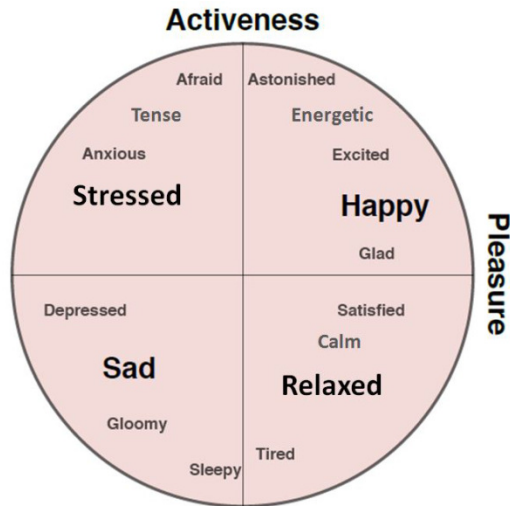 Activeness
Afraid
Astonished
Tense
Energetic
Anxious
Excited
Stressed
Happy
Pleasure
Glad
Depressed
Satisfied
Calm
Sad
Relaxed
Gloomy
Tired
Sleepy